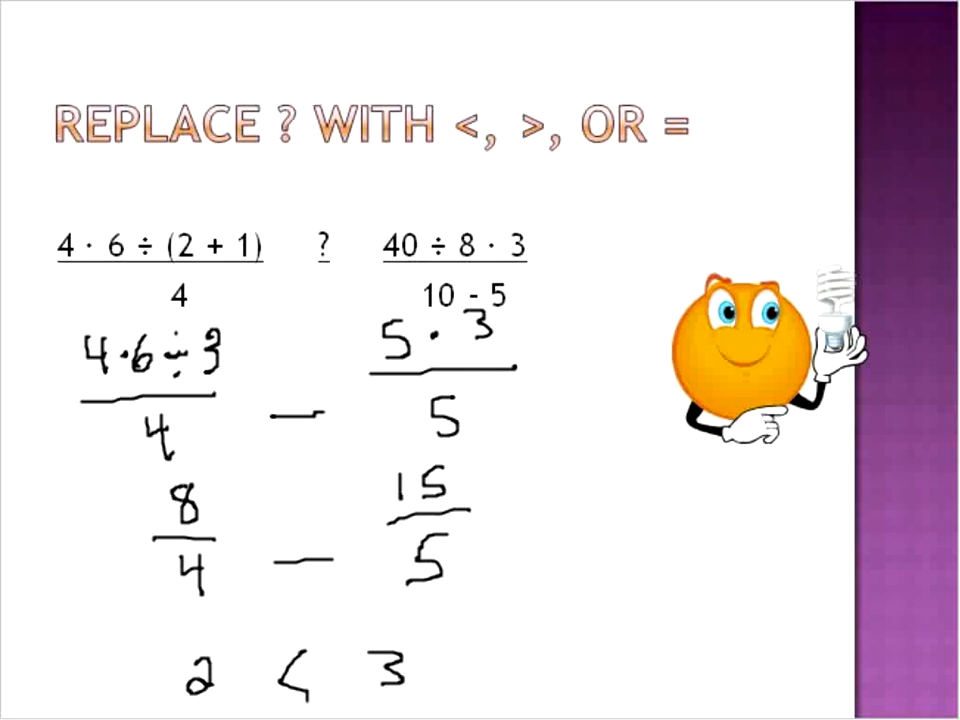 REPLACE ? WITH <, >, OR =
4 · 6 ÷ (2 + 1) ? 40 ÷ 8 · 3
4 10 - 5
4·6÷3 5·3
4 — 5
8 15
4 — 5
2 < 3